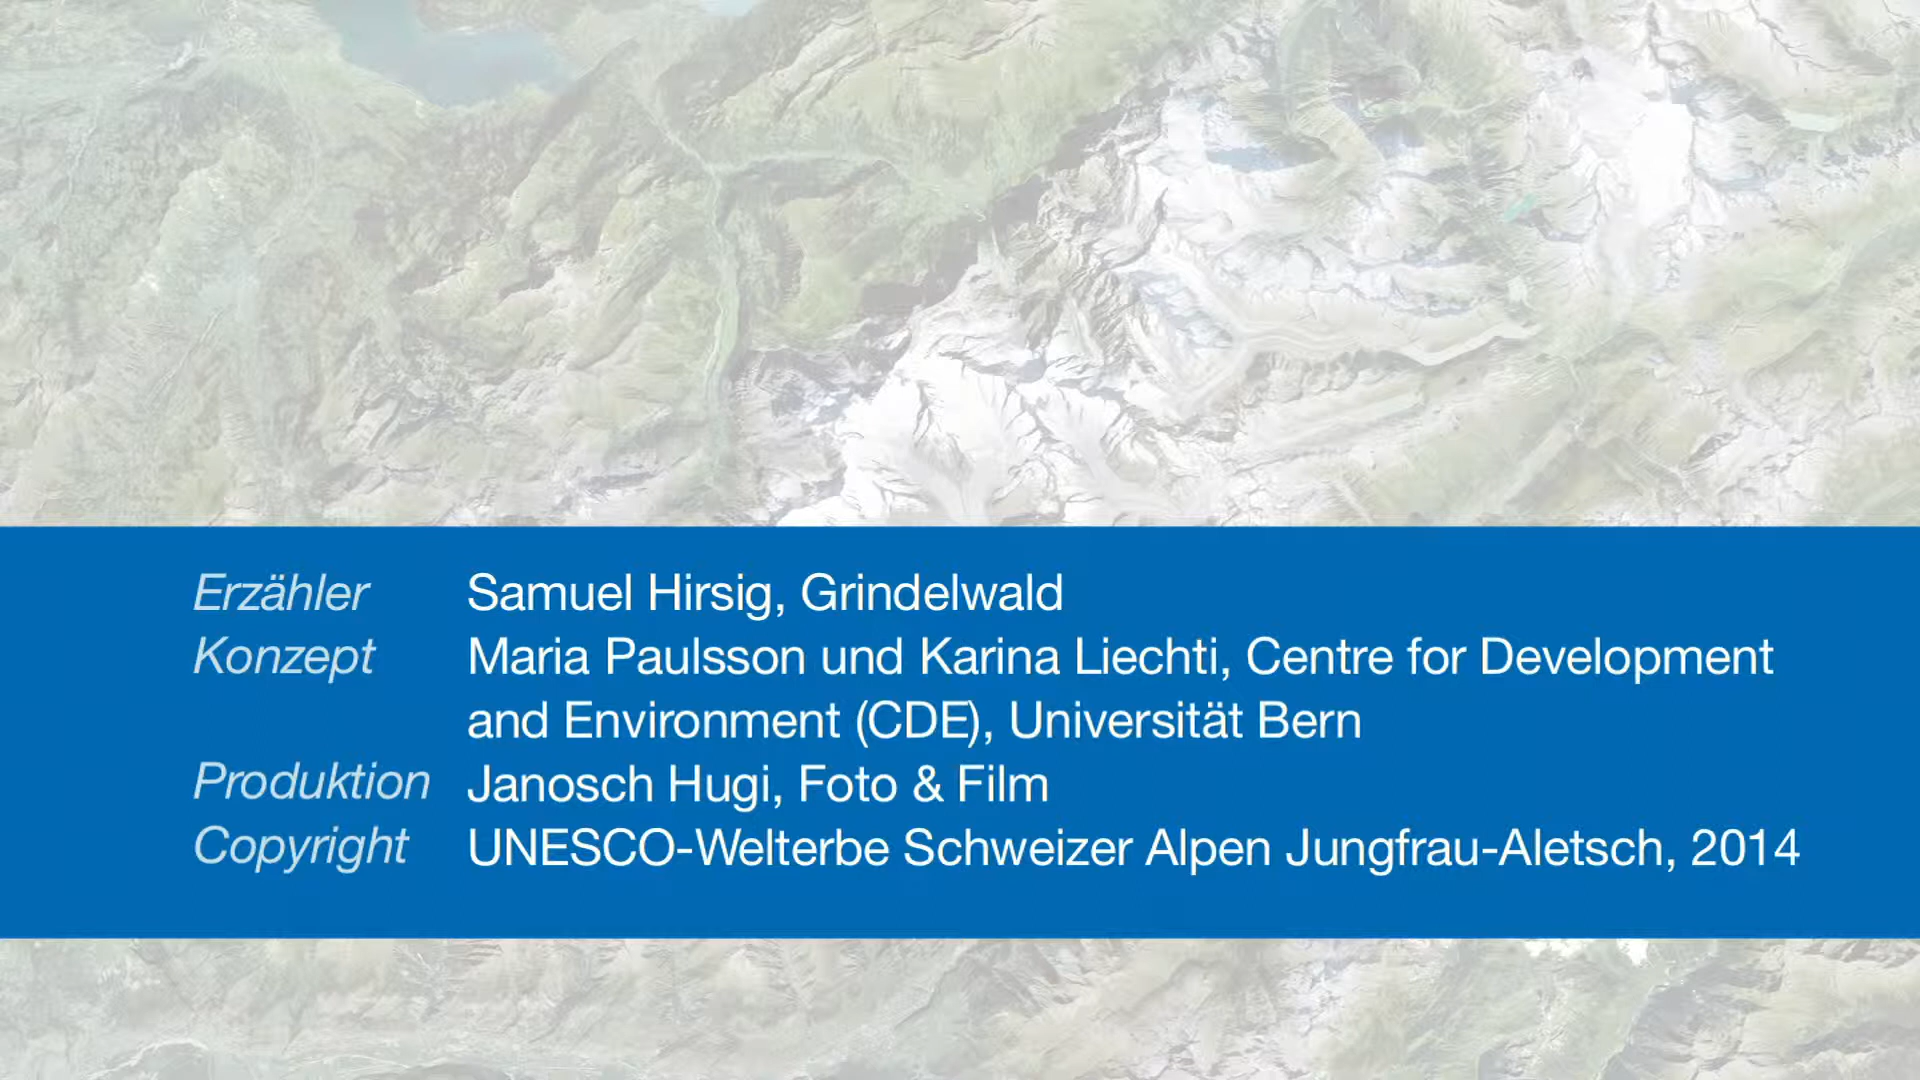 Erzähler Samuel Hirsig, Grindelwald
Konzept Maria Paulsson und Karina Liechti, Centre for Development
and Environment (CDE), Universität Bern
Produktion Janosch Hugi, Foto & Film
Copyright UNESCO-Welterbe Schweizer Alpen Jungfrau-Aletsch, 2014